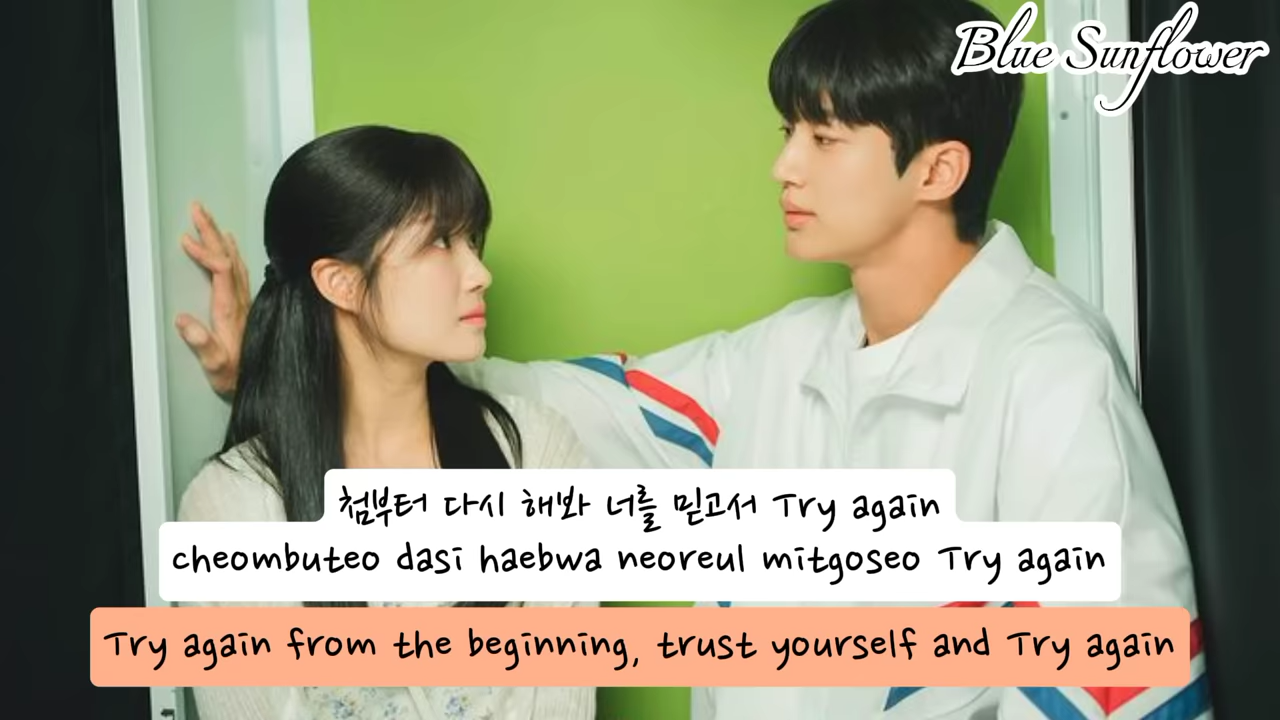 Blue Sunflower
첨부터 다시 해봐 너를 믿고서 Try again
cheombuteo dasi haebwa neoreul mitgoseo Try again
Try again from the beginning, trust yourself and Try again